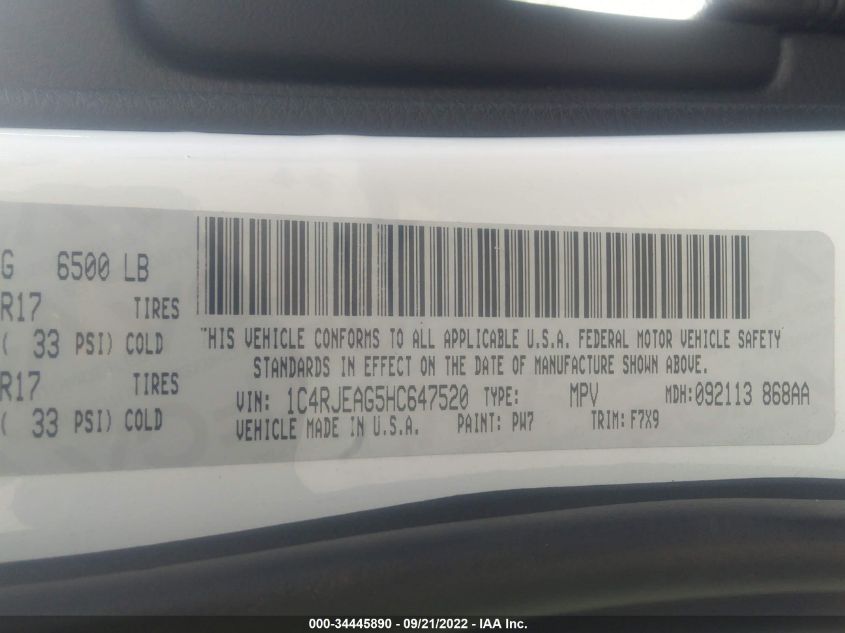 G 6500 LB
R17 TIRES
( 33 PSI) COLD
R17 TIRES
( 33 PSI) COLD
"HIS VEHICLE CONFORMS TO ALL APPLICABLE U.S.A. FEDERAL MOTOR VEHICLE SAFETY
STANDARDS IN EFFECT ON THE DATE OF MANUFACTURE SHOWN ABOVE.
VIN: 1C4RJEAG5HC647520 TYPE: MPV MDH:092113 868AA
VEHICLE MADE IN U.S.A. PAINT: PW7 TRIM: F7X9
000-34445890 - 09/21/2022 - IAA Inc.